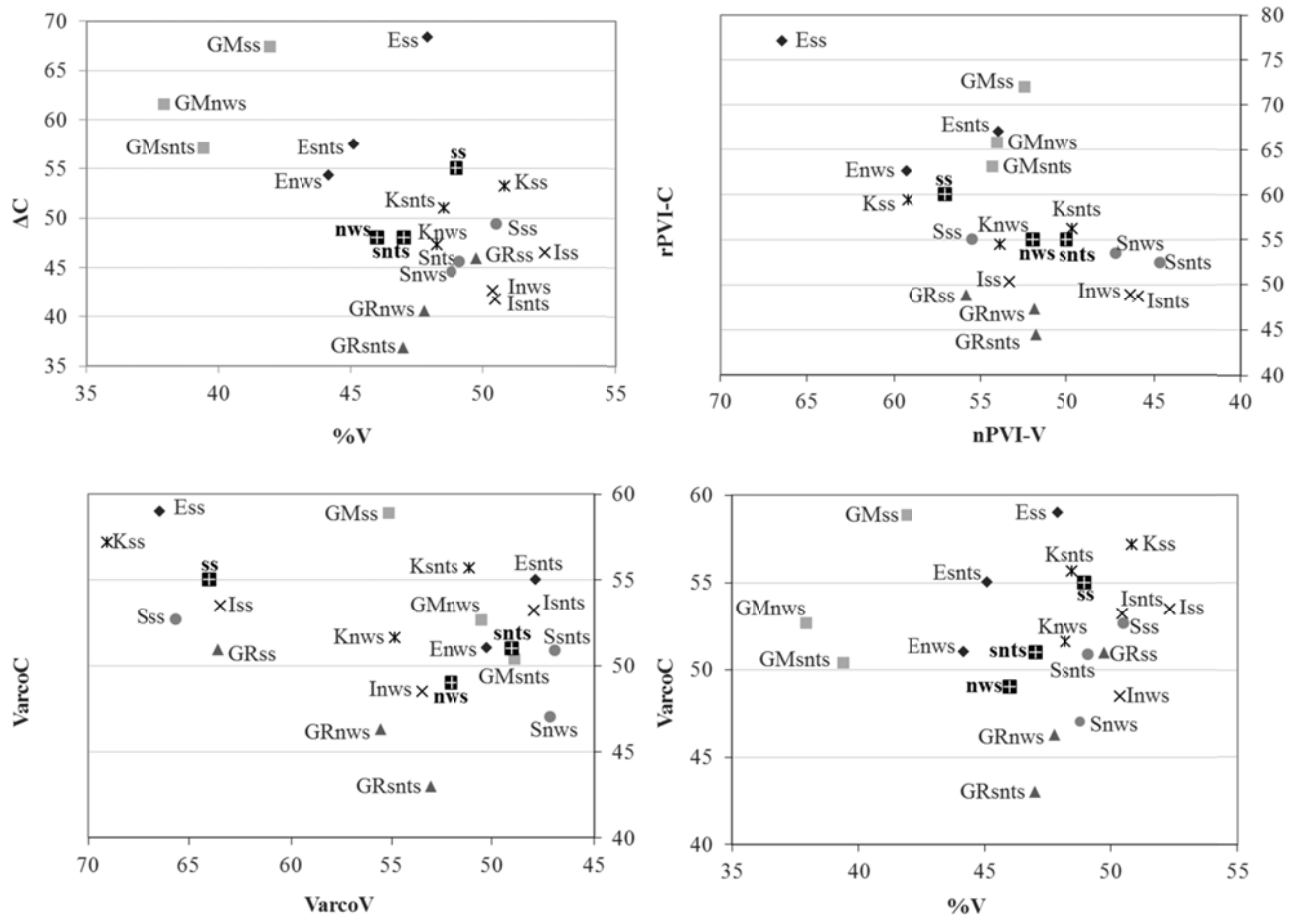 70
65
60
55
50
45
40
35
ΔC
GMss
Ess
GMnws
GMsnts
Esnts
Enws
ss
Kss
Ksnts
nws
snts
Knws
Sss
Snts
GRss
Iss
Snws
Inws
Isnts
GRnws
GRsnts
35 40 45 50 55
%V
80
75
70
65
60
55
50
45
40
rPVI-C
Ess
GMss
Esnts
GMnws
Enws
GMsnts
ss
Kss
Ksnts
Knws
Sss
nws
snts
Snws
Ssnts
Iss
GRss
Inws
Isnts
GRnws
GRsnts
70 65 60 55 50 45 40
nPVI-V
60
55
50
45
40
VarcoC
Ess
GMss
Kss
ss
Ksnts
Esnts
Sss
Iss
GMnws
Isnts
Knws
snts
Ssnts
GRss
Enws
GMsnts
Inws
nws
Snws
GRnws
GRsnts
70 65 60 55 50 45
VarcoV
60
55
50
45
40
VarcoC
GMss
Ess
Kss
Ksnts
Esnts
ss
Isnts
Iss
GMnws
Sss
Knws
Enws
snts
GRss
GMsnts
Ssnts
nws
Inws
Snws
GRnws
GRsnts
35 40 45 50 55
%V